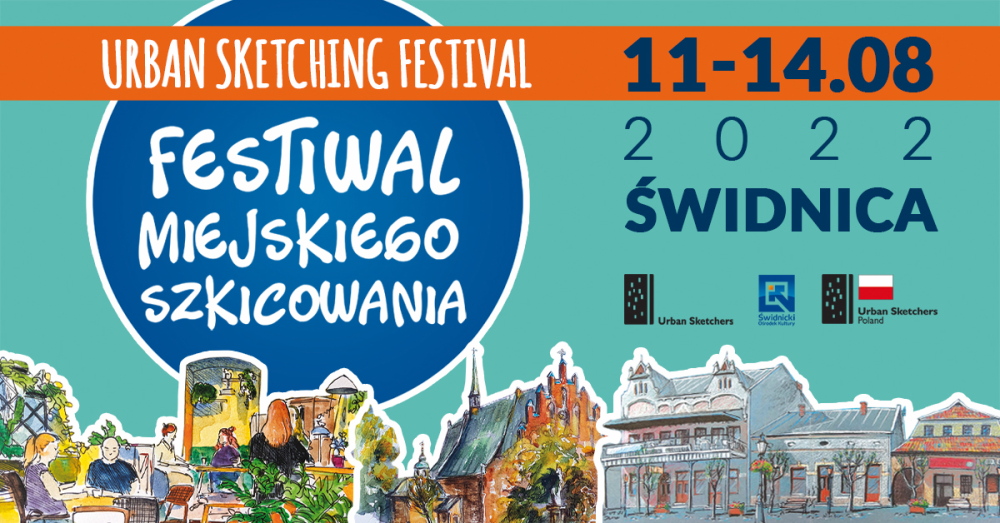 URBAN SKETCHING FESTIVAL
FESTIWAL
MIEJSKIEGO
SZKICOWANIA
11-14.08
2022
ŚWIDNICA
Urban Sketchers
Świdnicki
Ośrodek Kultury
Urban Sketchers
Poland